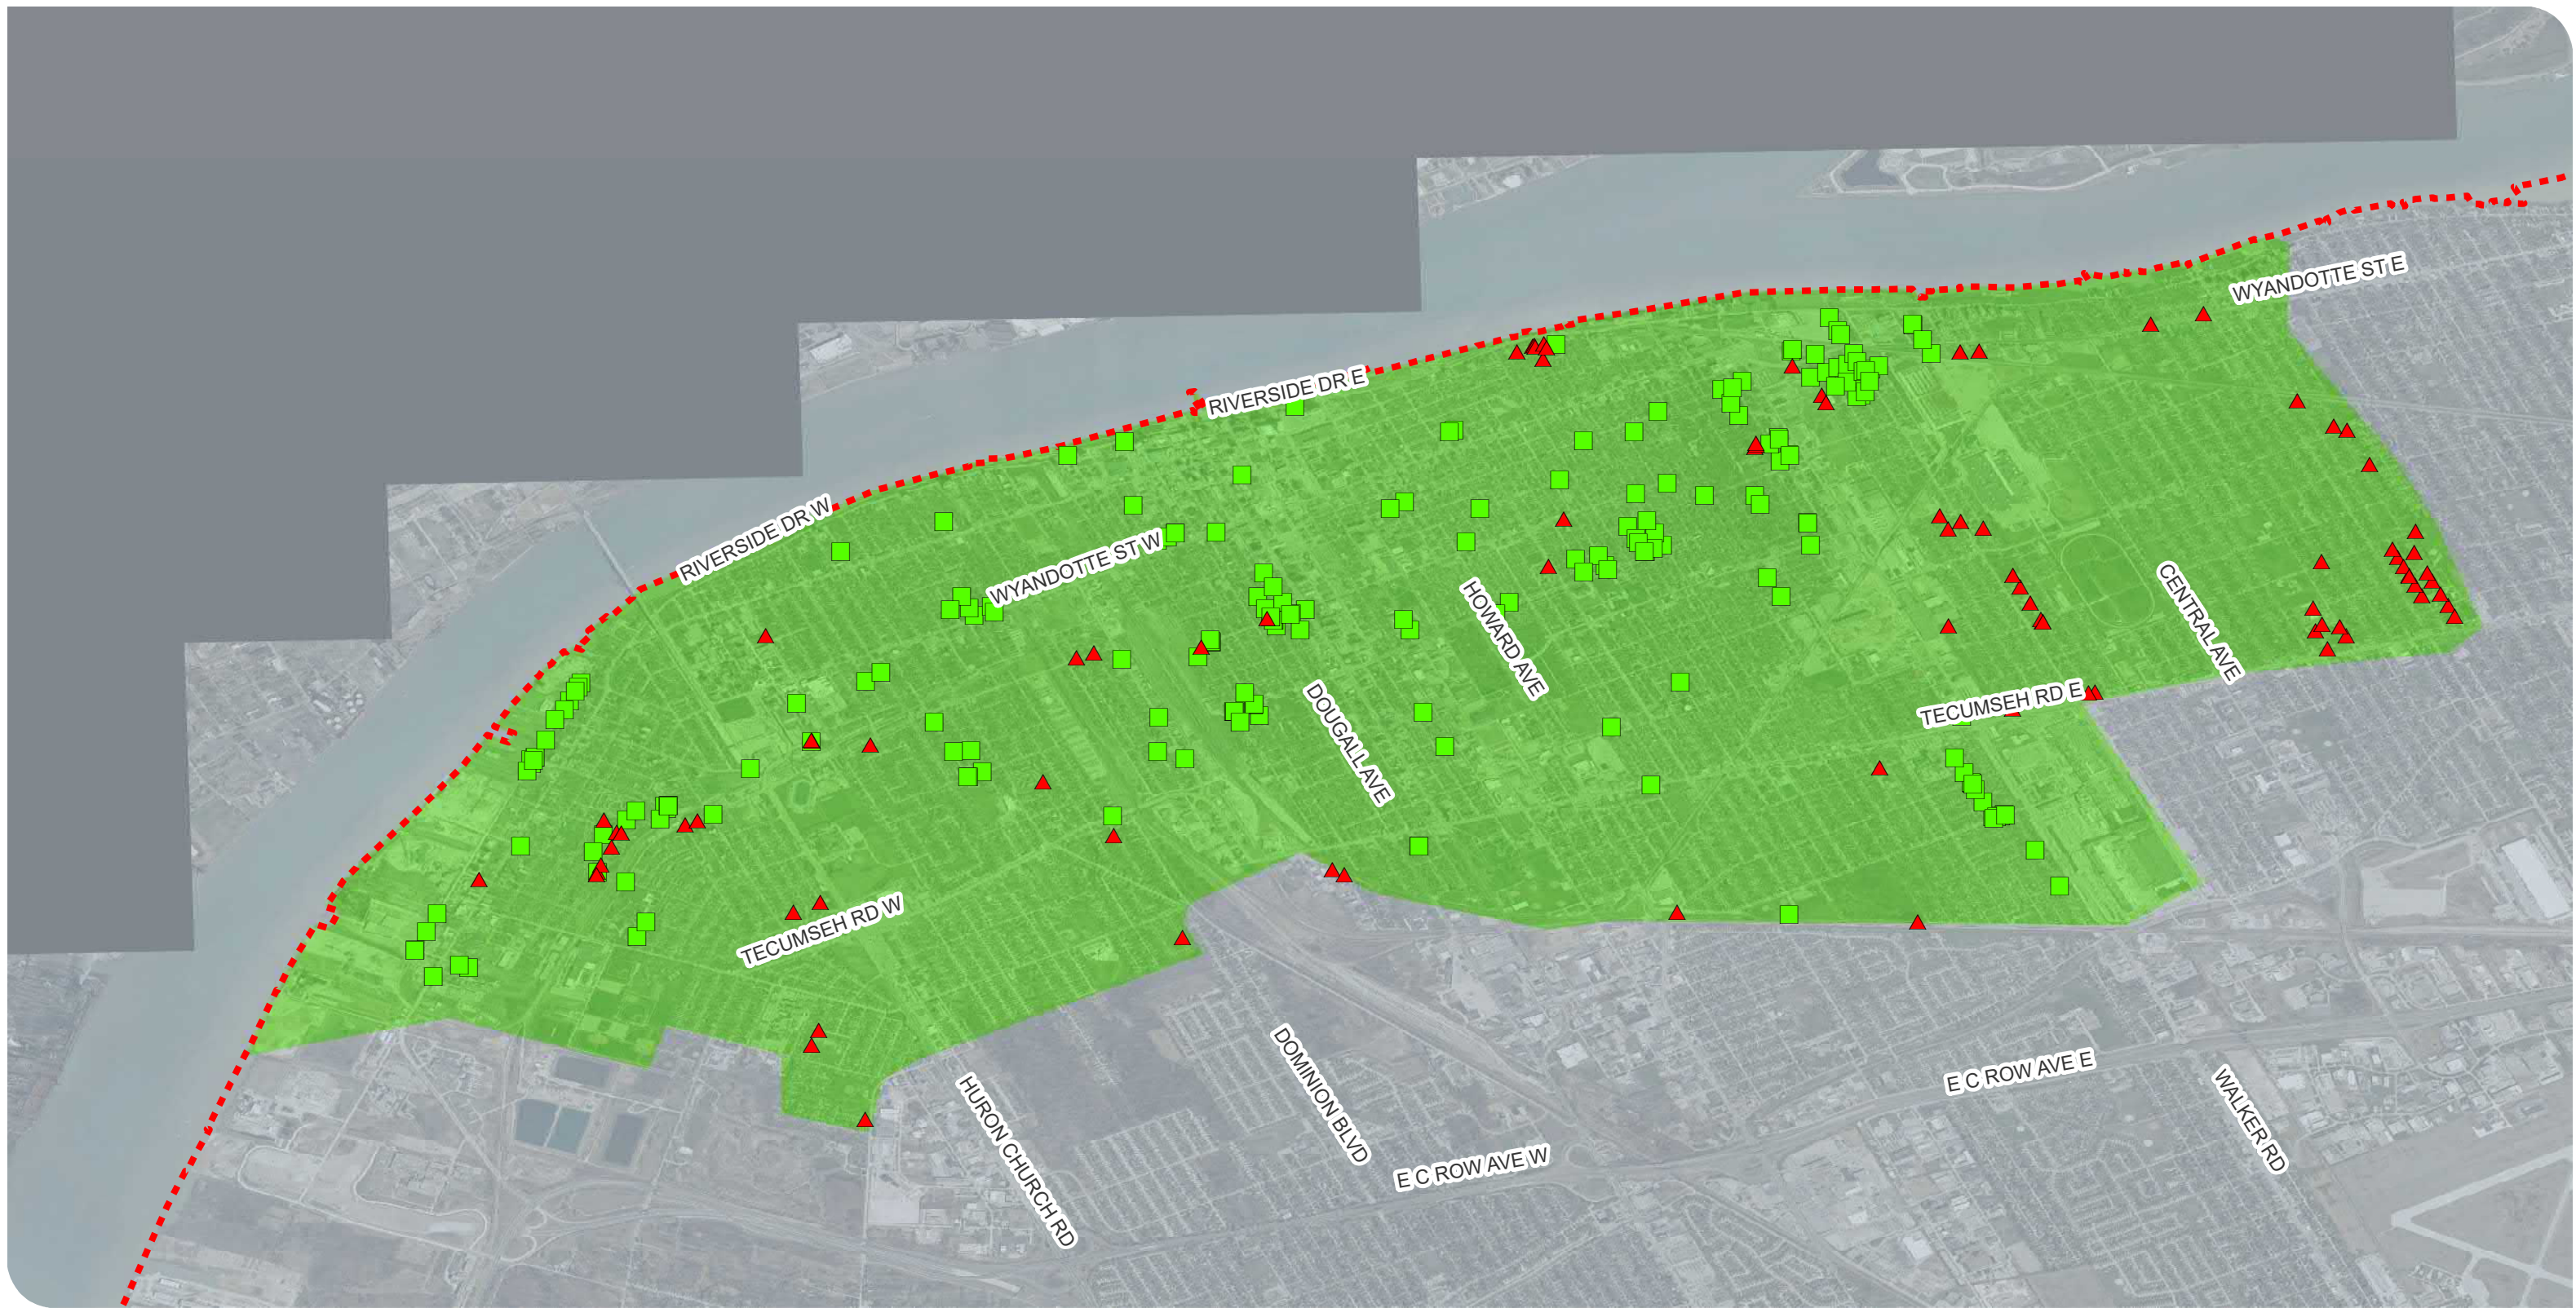 WYANDOTTE ST E
RIVERSIDE DR E
RIVERSIDE DR W
WYANDOTTE ST W
HOWARD AVE
CENTRAL AVE
TECUMSEH RD E
DOUGALL AVE
TECUMSEH RD W
DOMINION BLVD
E C ROW AVE E
HURON CHURCH RD
WALKER RD
E C ROW AVE W